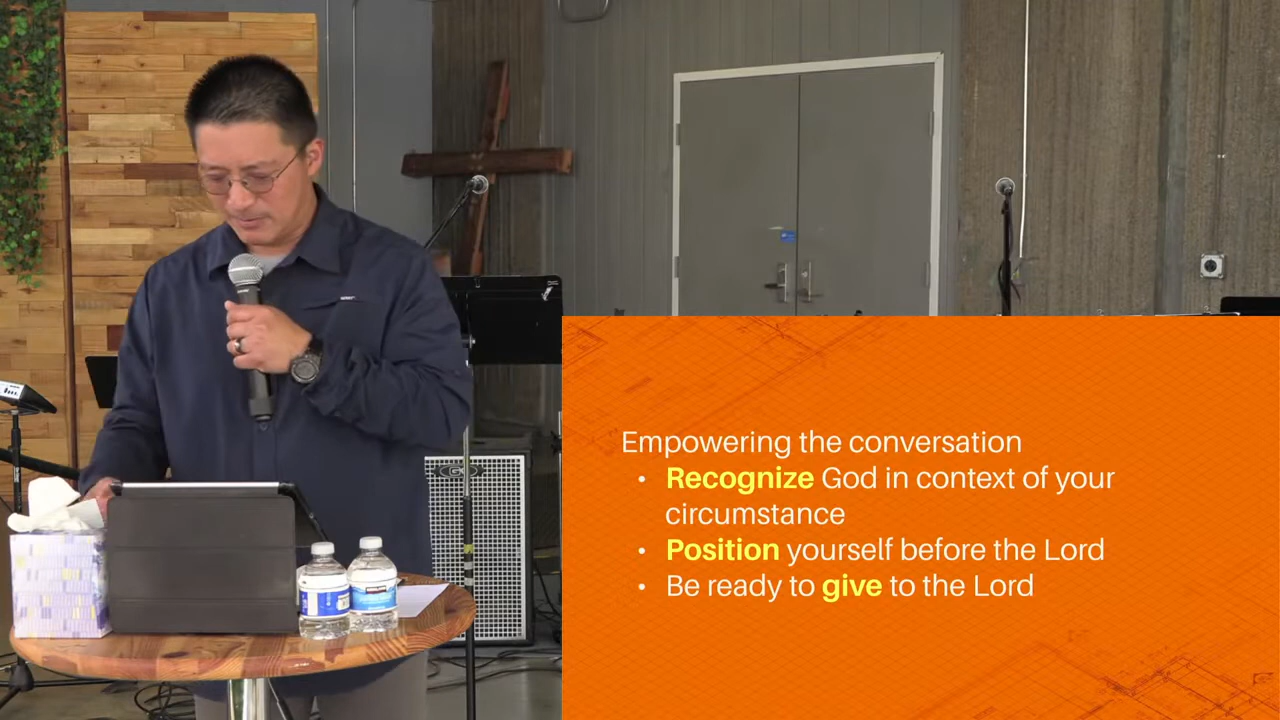 Empowering the conversation
• Recognize God in context of your
circumstance
• Position yourself before the Lord
• Be ready to give to the Lord